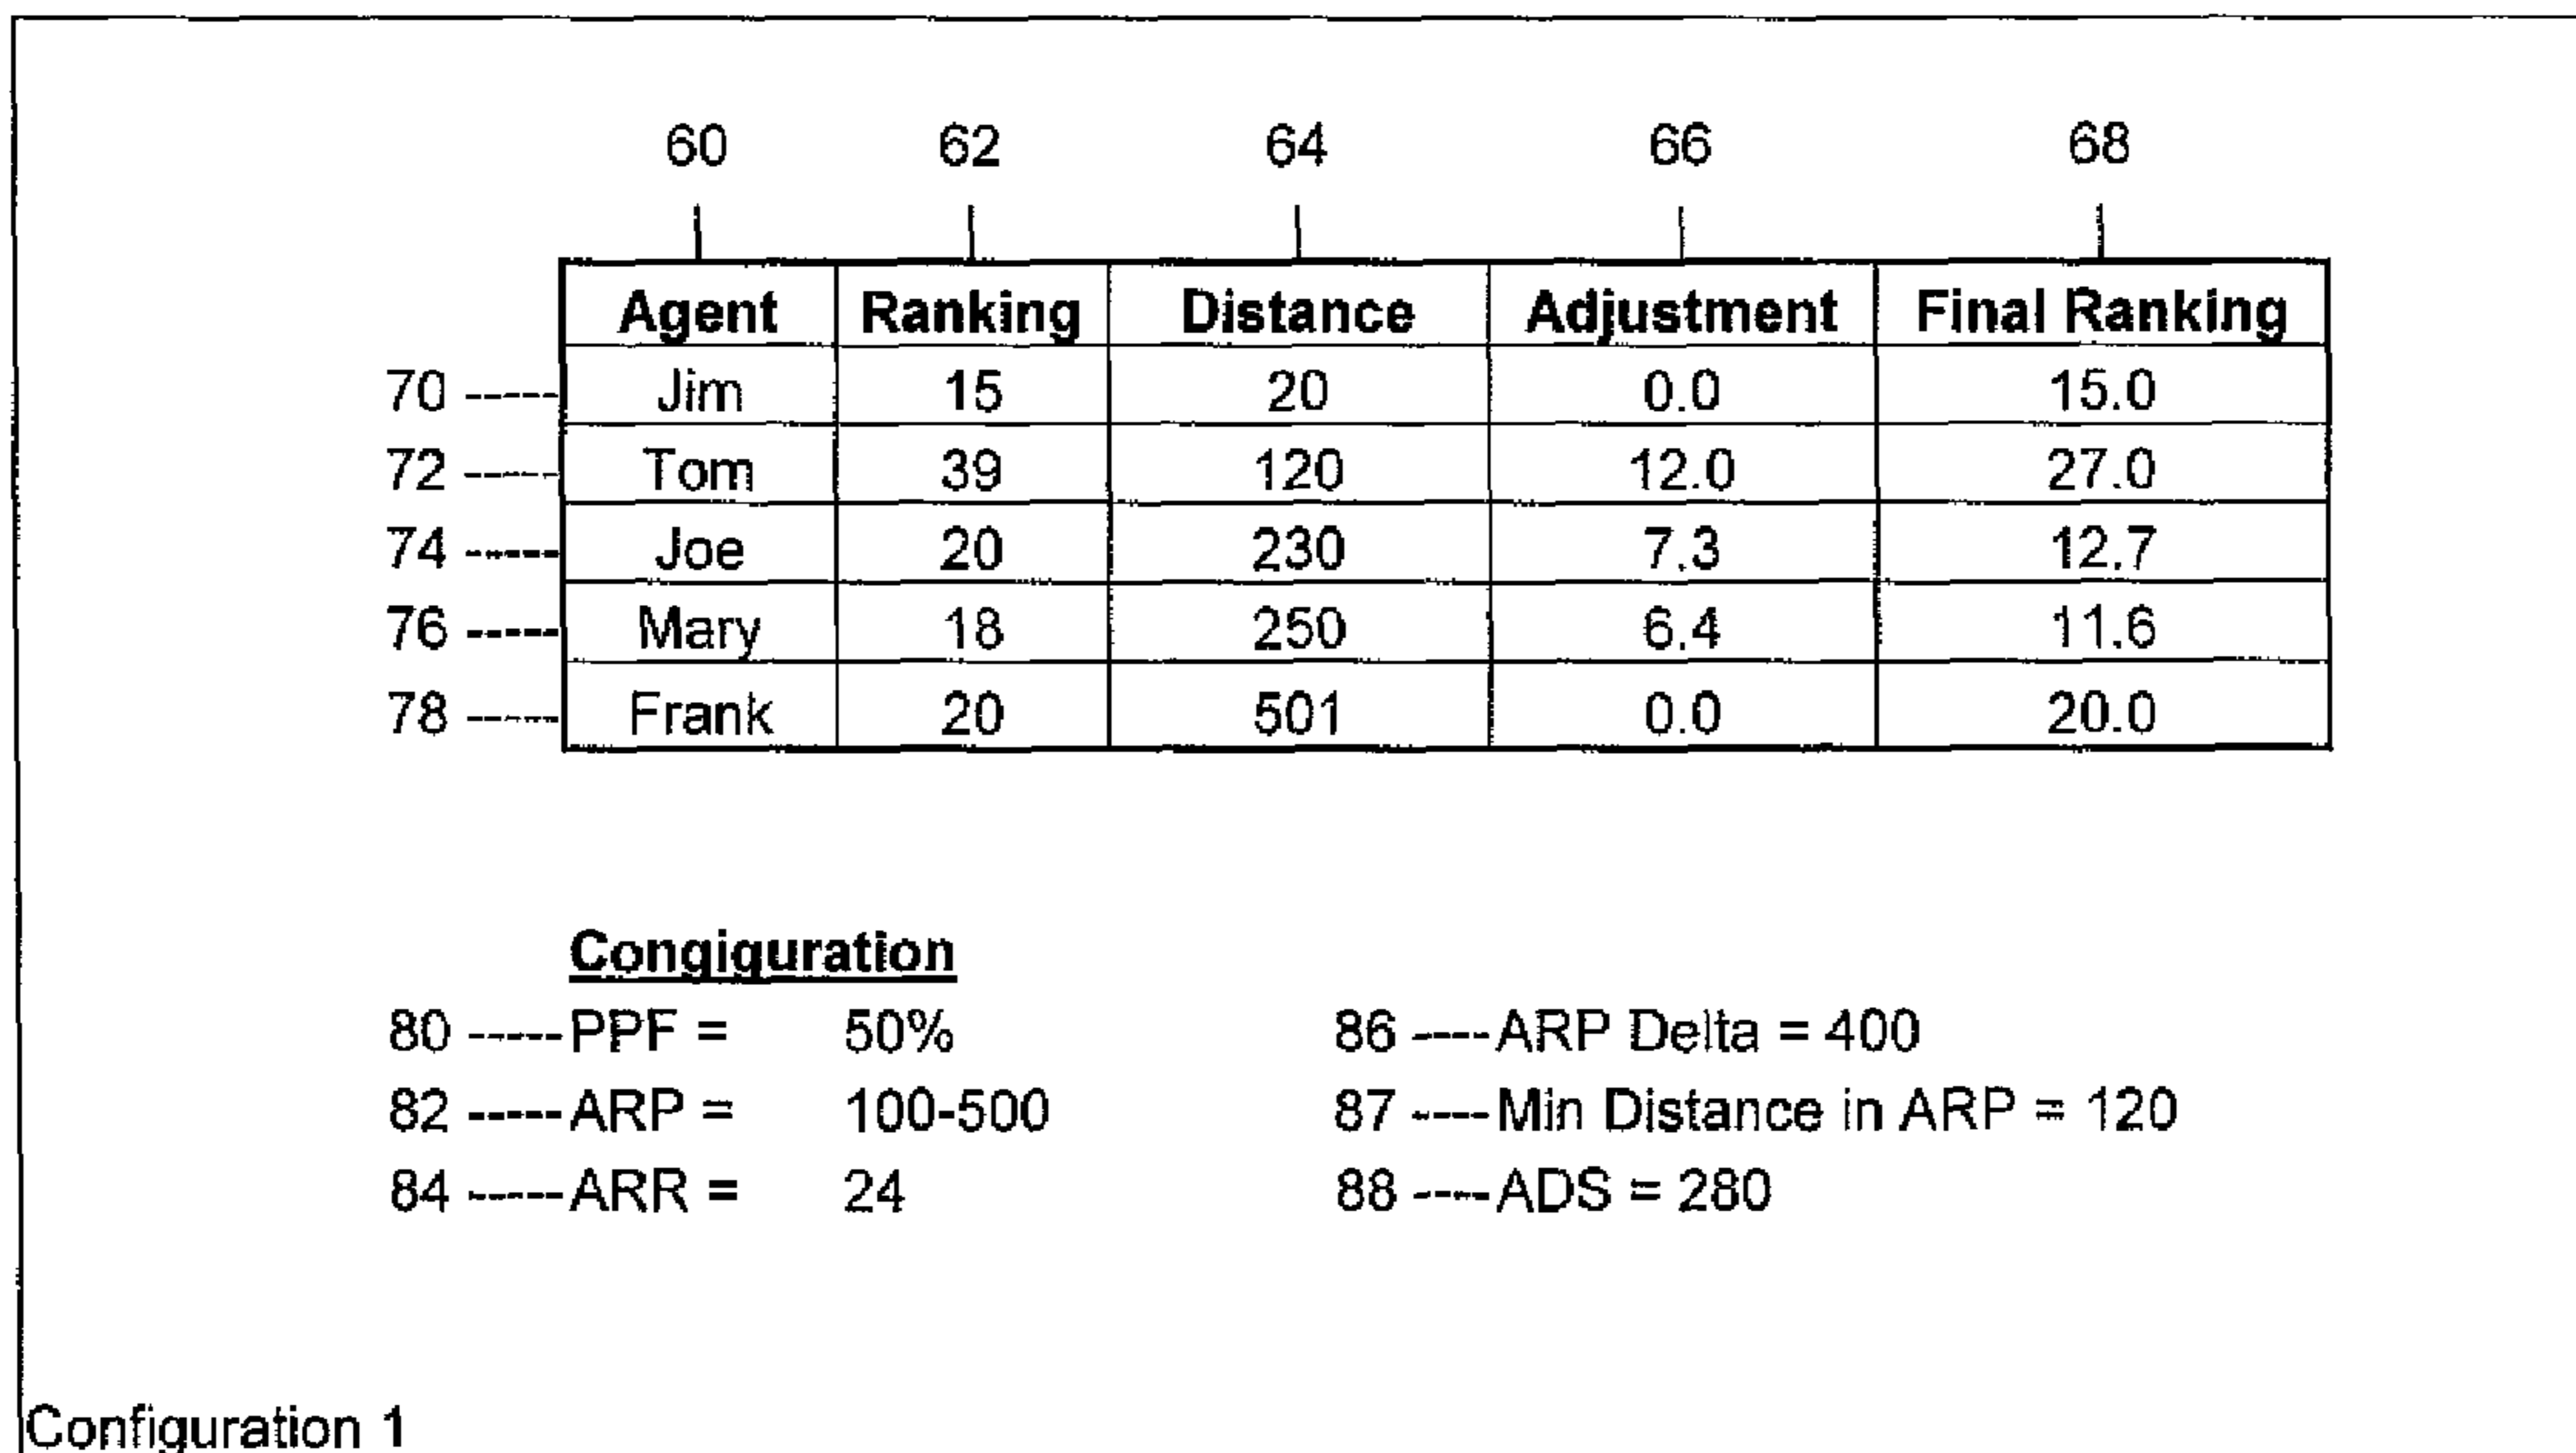 60 62 64 66 68
Agent Ranking Distance Adjustment Final Ranking
70 ----- Jim 15 20 0.0 15.0
72 ----- Tom 39 120 12.0 27.0
74 ----- Joe 20 230 7.3 12.7
76 ----- Mary 18 250 6.4 11.6
78 ----- Frank 20 501 0.0 20.0
Congiguration
80 ----- PPF = 50% 86 ---- ARP Delta = 400
82 ----- ARP = 100-500 87 ---- Min Distance in ARP = 120
84 ----- ARR = 24 88 ---- ADS = 280
Configuration 1